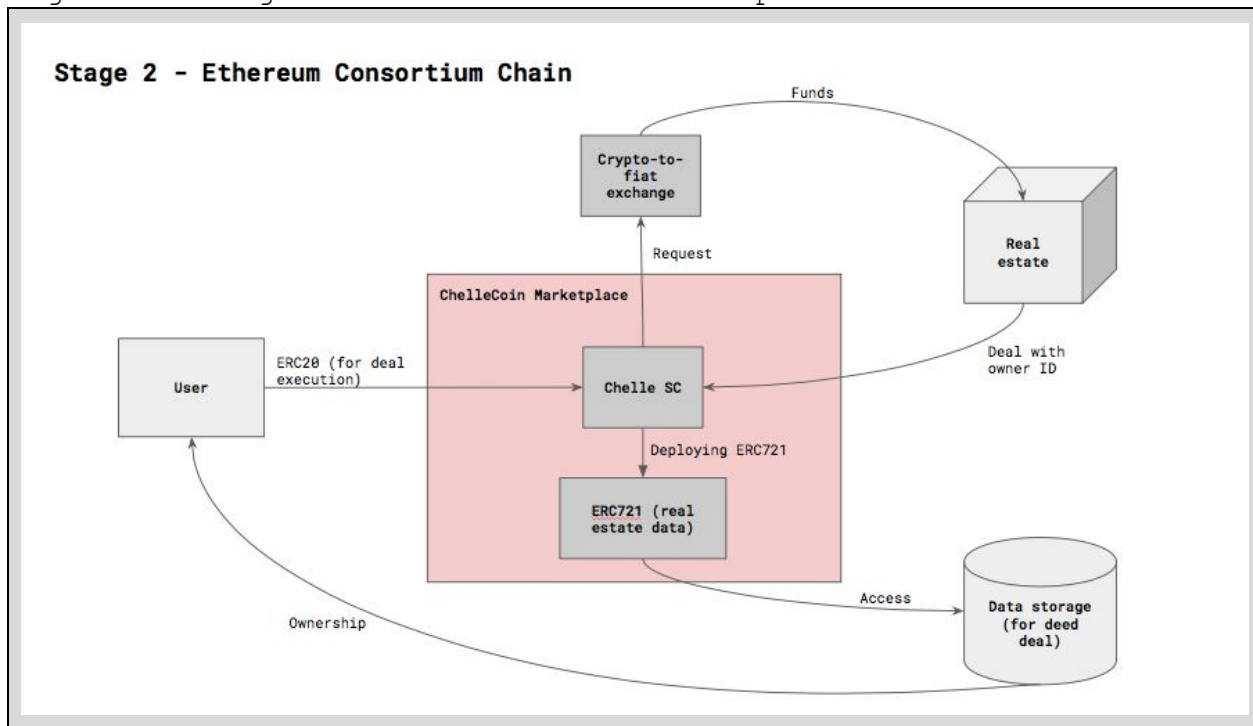 Stage 2 - Ethereum Consortium Chain
Funds
Crypto-to-
fiat
exchange
Real
estate
Request
ChelleCoin Marketplace
ERC20 (for deal
execution)
User
Chelle SC
Deal with
owner ID
Deploying ERC721
ERC721 (real
estate data)
Access
Data storage
(for deed
deal)
Ownership